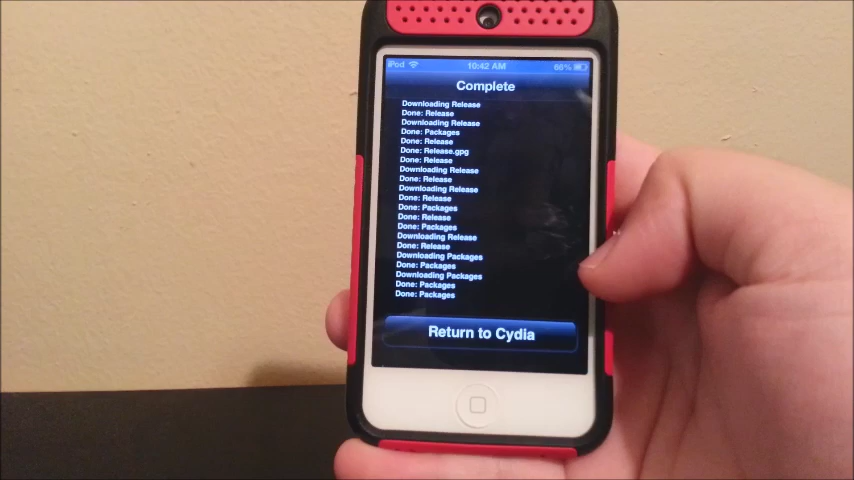 iPod 10:42 AM 66%
Complete
Downloading Release
Done: Release
Downloading Release
Done: Packages
Done: Release
Done: Release.gpg
Done: Release
Downloading Release
Done: Release
Downloading Release
Done: Release
Done: Packages
Done: Release
Done: Packages
Downloading Release
Done: Release
Downloading Packages
Done: Packages
Downloading Packages
Done: Packages
Done: Packages
Return to Cydia